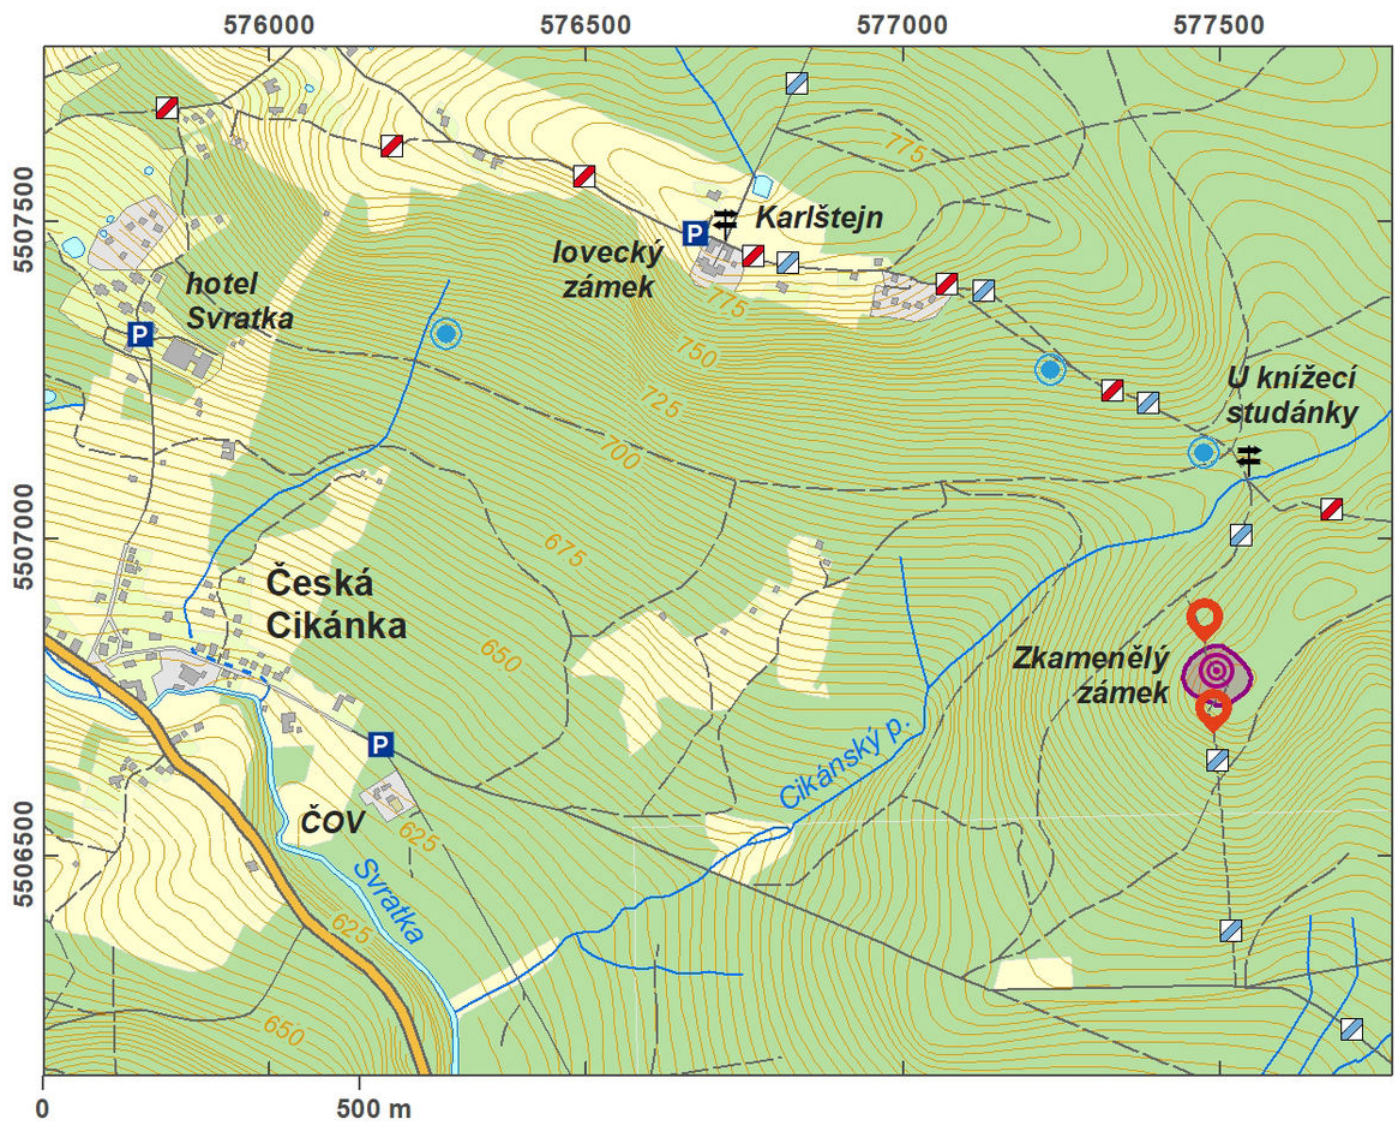 576000
576500
577000
577500
5507500
5507000
5506500
775
Karlštejn
P
lovecký
zámek
hotel
Svratka
775
P
750
U knížecí
studánky
725
700
675
Česká
Cikánka
650
Zkamenělý
zámek
P
Cikánský p.
ČOV
625
Svratka
625
650
0
500 m